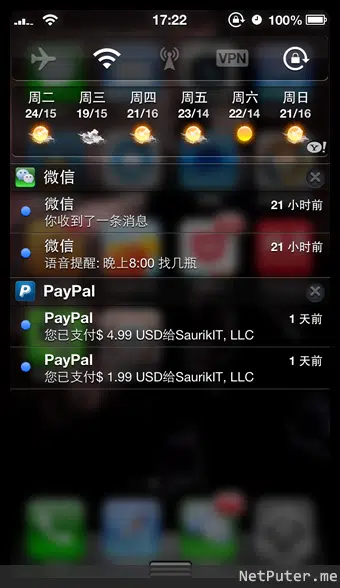 17:22
100%
VPN
周二 周三 周四 周五 周六 周日
24/15 19/15 21/16 23/14 22/14 21/16
Y!
微信
微信 21 小时前
你收到了一条消息
微信 21 小时前
语音提醒: 晚上8:00 找几瓶
PayPal
PayPal 1 天前
您已支付$ 4.99 USD给SaurikIT, LLC
PayPal 1 天前
您已支付$ 1.99 USD给SaurikIT, LLC
NetPuter.me